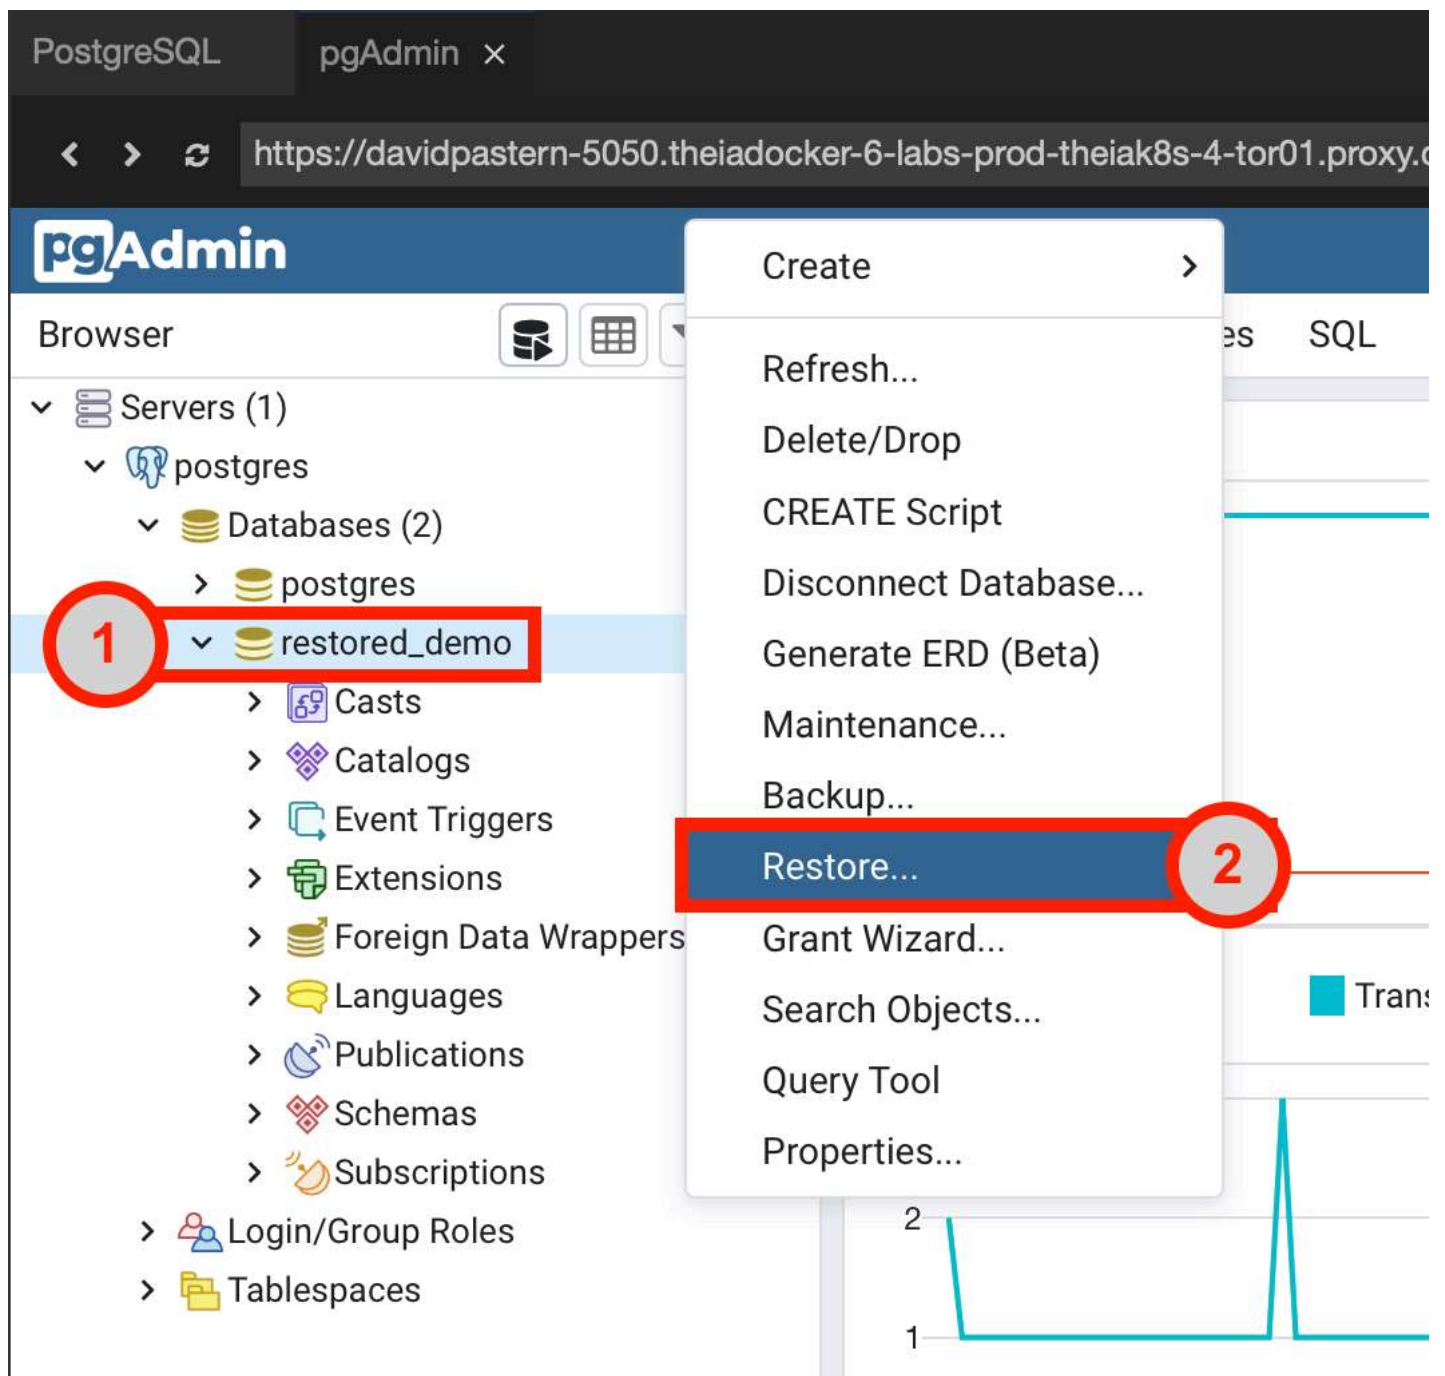 PostgreSQL
pgAdmin
https://davidpastern-5050.theiadocker-6-labs-prod-theiak8s-4-tor01.proxy.
pgAdmin
Browser
SQL
Servers (1)
postgres
Databases (2)
postgres
1
restored_demo
Casts
Catalogs
Event Triggers
Extensions
Foreign Data Wrappers
Languages
Publications
Schemas
Subscriptions
Login/Group Roles
Tablespaces
Create
Refresh...
Delete/Drop
CREATE Script
Disconnect Database...
Generate ERD (Beta)
Maintenance...
Backup...
Restore...
2
Grant Wizard...
Search Objects...
Query Tool
Properties...
es
Trans
2
1